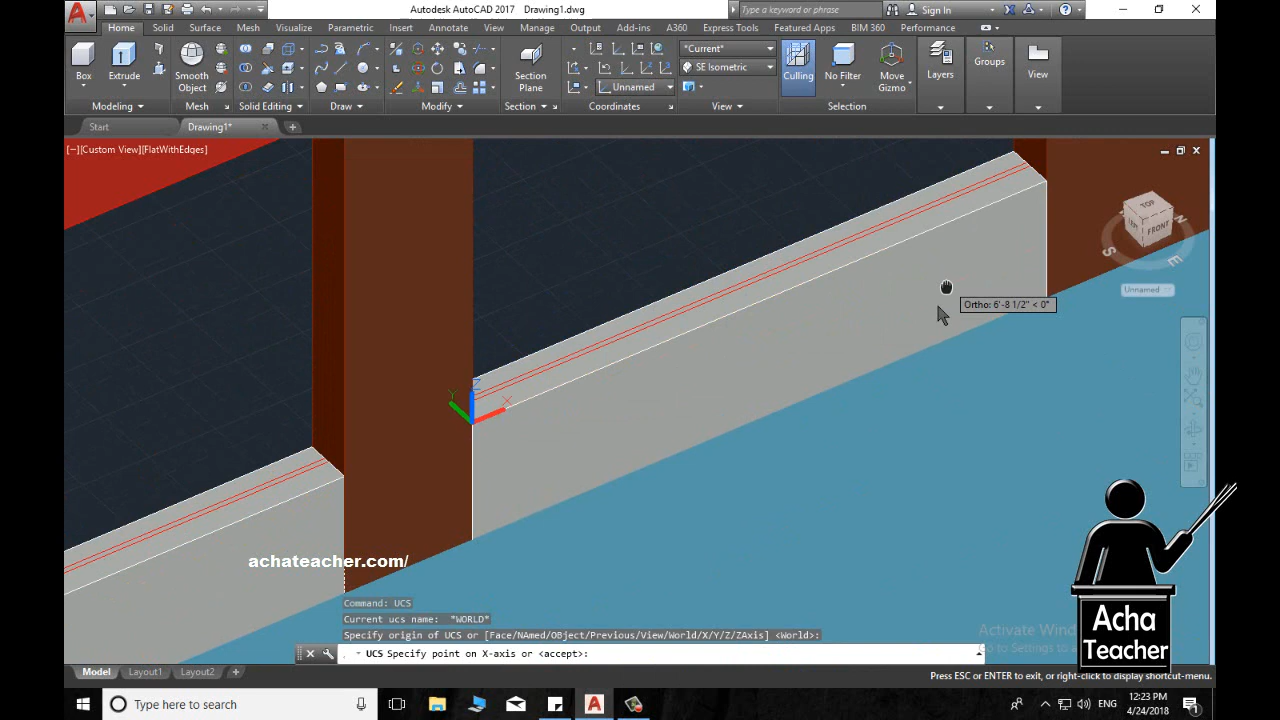 Autodesk AutoCAD 2017 Drawing1.dwg
Type a keyword or phrase
Sign In
Home Solid Surface Mesh Visualize Parametric Insert Annotate View Manage Output Add-ins A360 Express Tools Featured Apps BIM 360 Performance
Box
Extrude
Smooth Object
Section Plane
*Current*
SE Isometric
Unnamed
Culling
No Filter
Move Gizmo
Layers
Groups
View
Modeling Mesh Solid Editing Draw Modify Section Coordinates View Selection
Start Drawing1*
[−][Custom View][FlatWithEdges]
TOP
FRONT
N
S
E
Unnamed
Ortho: 6'-8 1/2" < 0°
Z
Y
X
achateacher.com/
Command: UCS
Current ucs name: "WORLD"
Specify origin of UCS or [Face/NAmed/OBject/Previous/View/World/X/Y/Z/ZAxis] <World>:
UCS Specify point on X-axis or <accept>:
Acha
Teacher
Model Layout1 Layout2
Press ESC or ENTER to exit, or right-click to display shortcut-menu.
Type here to search
ENG
12:23 PM
4/24/2018